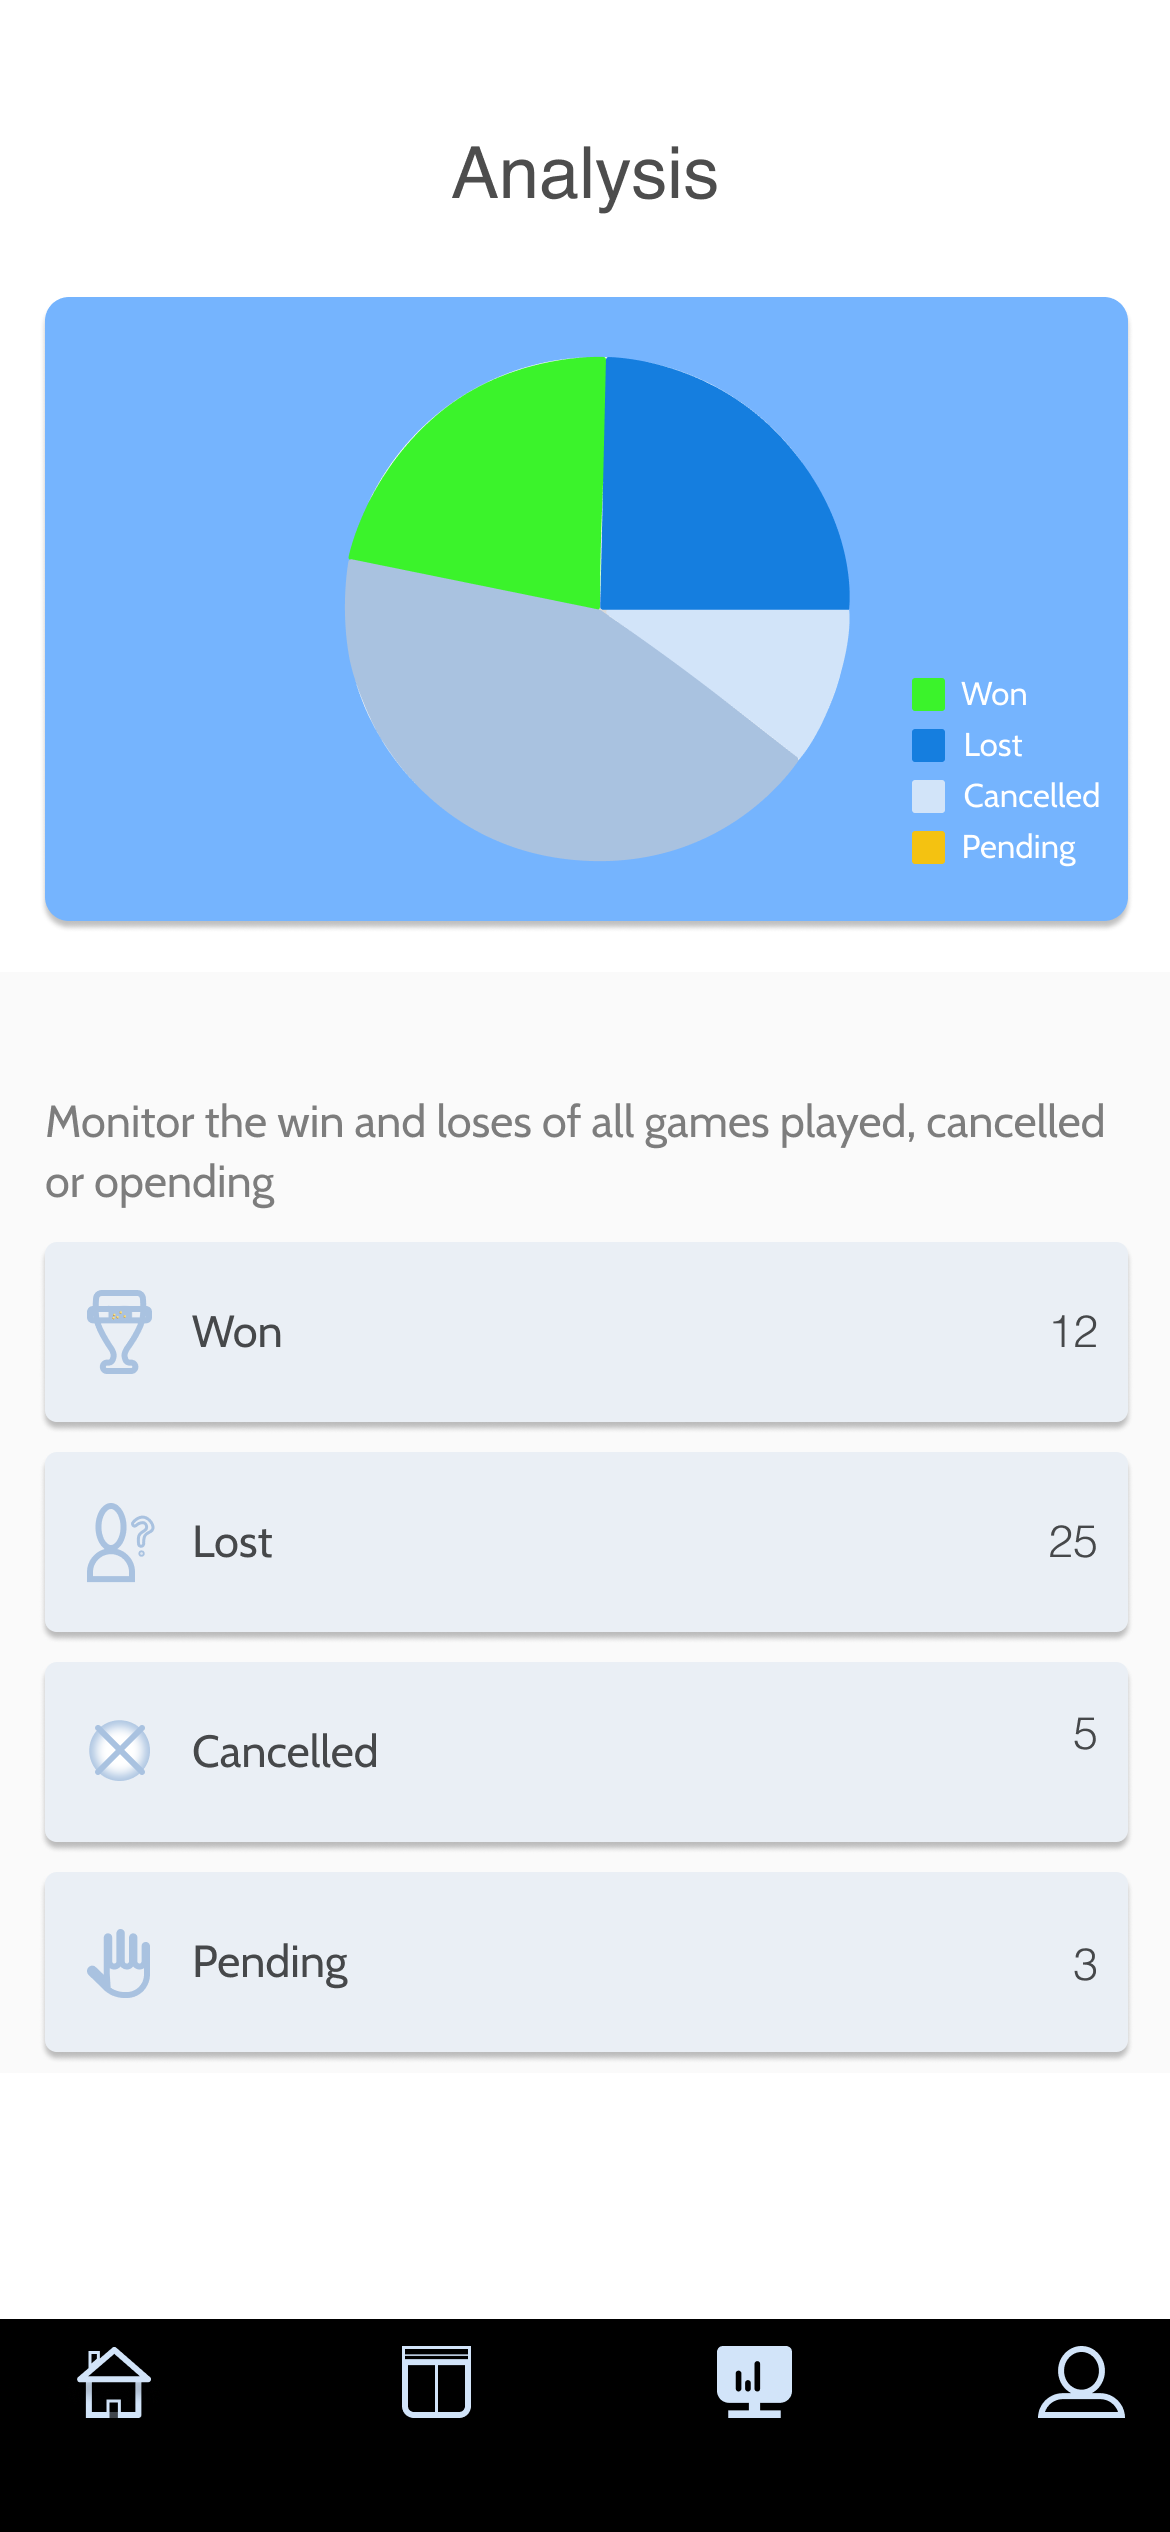 Analysis
Won
Lost
Cancelled
Pending
Monitor the win and loses of all games played, cancelled
or opending
Won 12
Lost 25
Cancelled 5
Pending 3